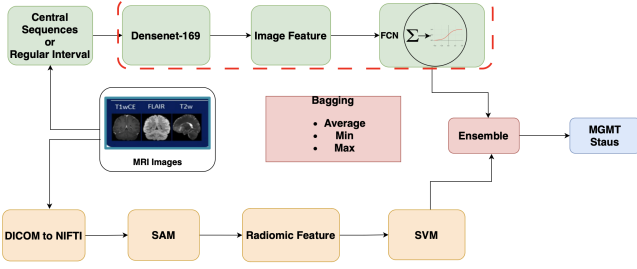 Central
Sequences
or
Regular Interval
Densenet-169
Image Feature
FCN
Σ
T1wCE FLAIR T2w
MRI Images
Bagging
• Average
• Min
• Max
Ensemble
MGMT
Staus
DICOM to NIFTI
SAM
Radiomic Feature
SVM